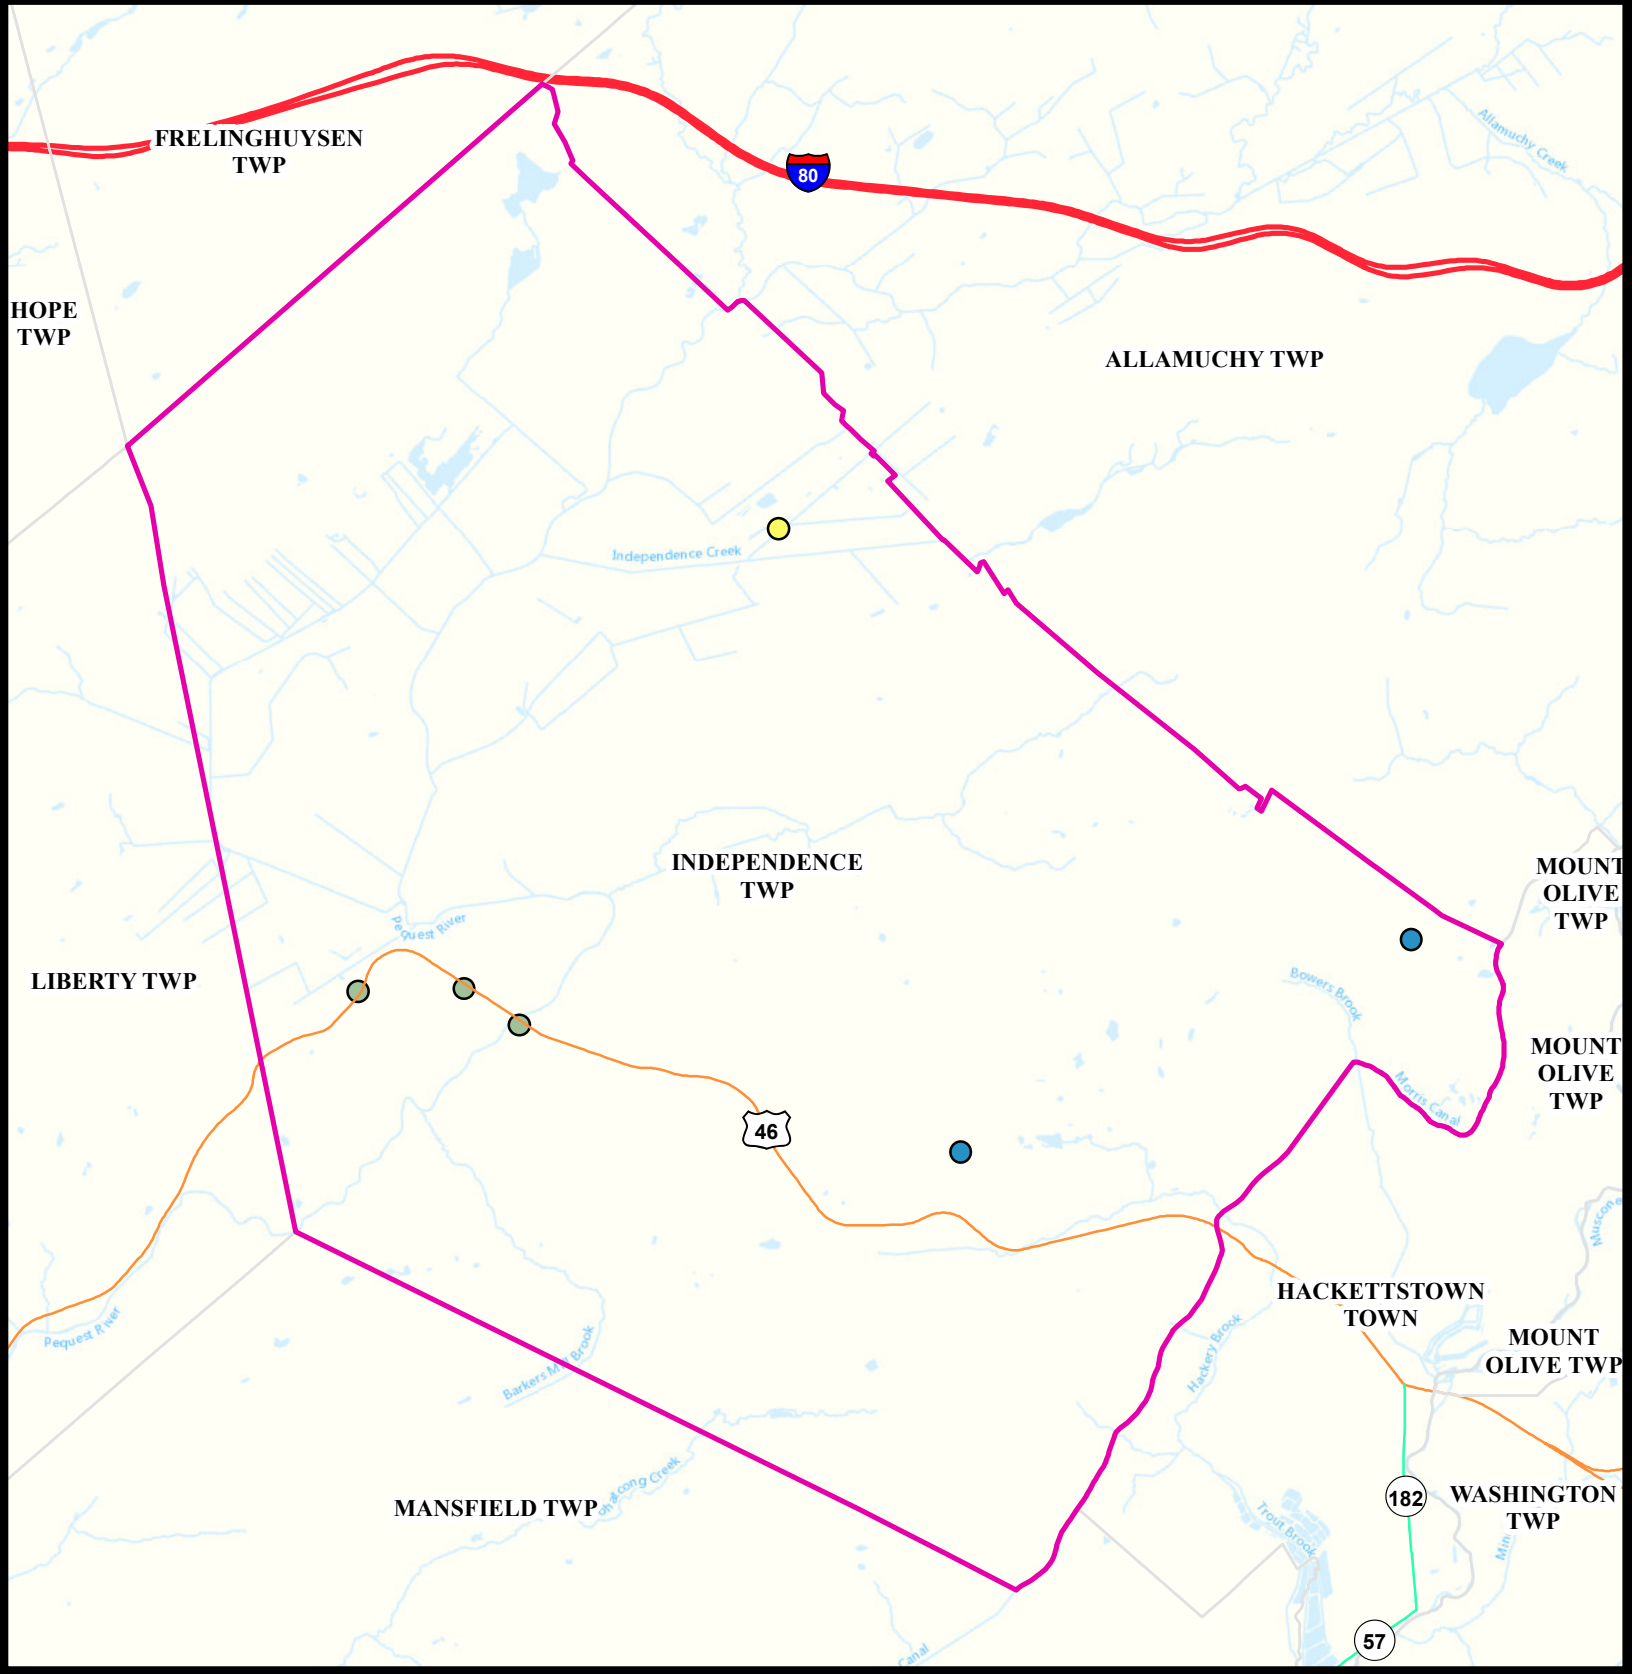 Allamuchy Creek
FRELINGHUYSEN
TWP
80
HOPE
TWP
ALLAMUCHY TWP
Independence Creek
INDEPENDENCE
TWP
MOUNT
OLIVE
TWP
Pequest River
LIBERTY TWP
Bowers Brook
MOUNT
OLIVE
TWP
Morris Canal
46
HACKETTSTOWN
TOWN
Pequest River
Barkers Mill Brook
Hackery Brook
MOUNT
OLIVE TWP
MANSFIELD TWP
Creek
182
WASHINGTON
TWP
Trout Brook
57
Canal